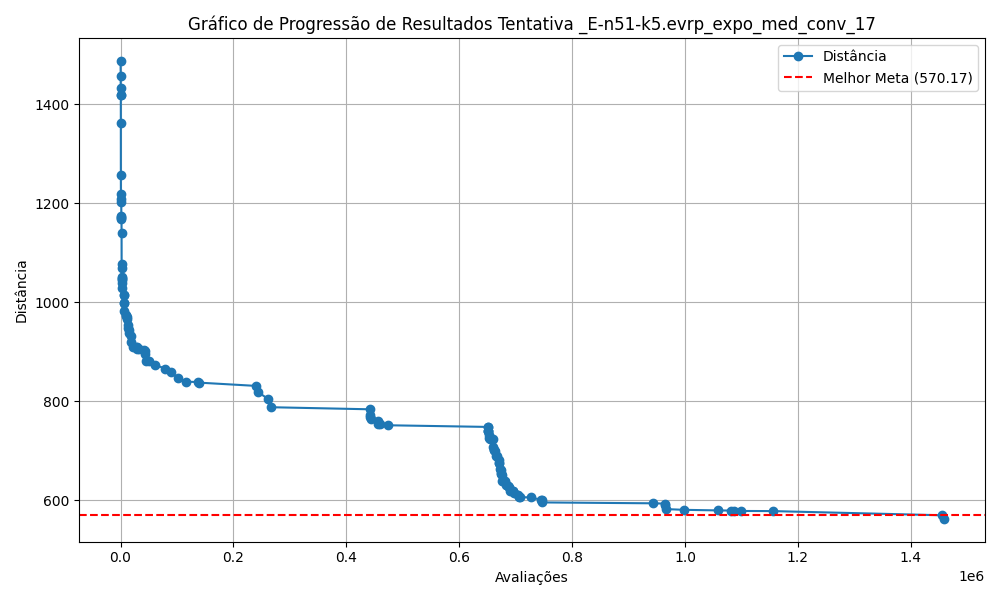 Gráfico de Progressão de Resultados Tentativa _E-n51-k5.evrp_expo_med_conv_17
Distância
Melhor Meta (570.17)
1400
1200
1000
800
600
Distância
0.0
0.2
0.4
0.6
0.8
1.0
1.2
1.4
1e6
Avaliações